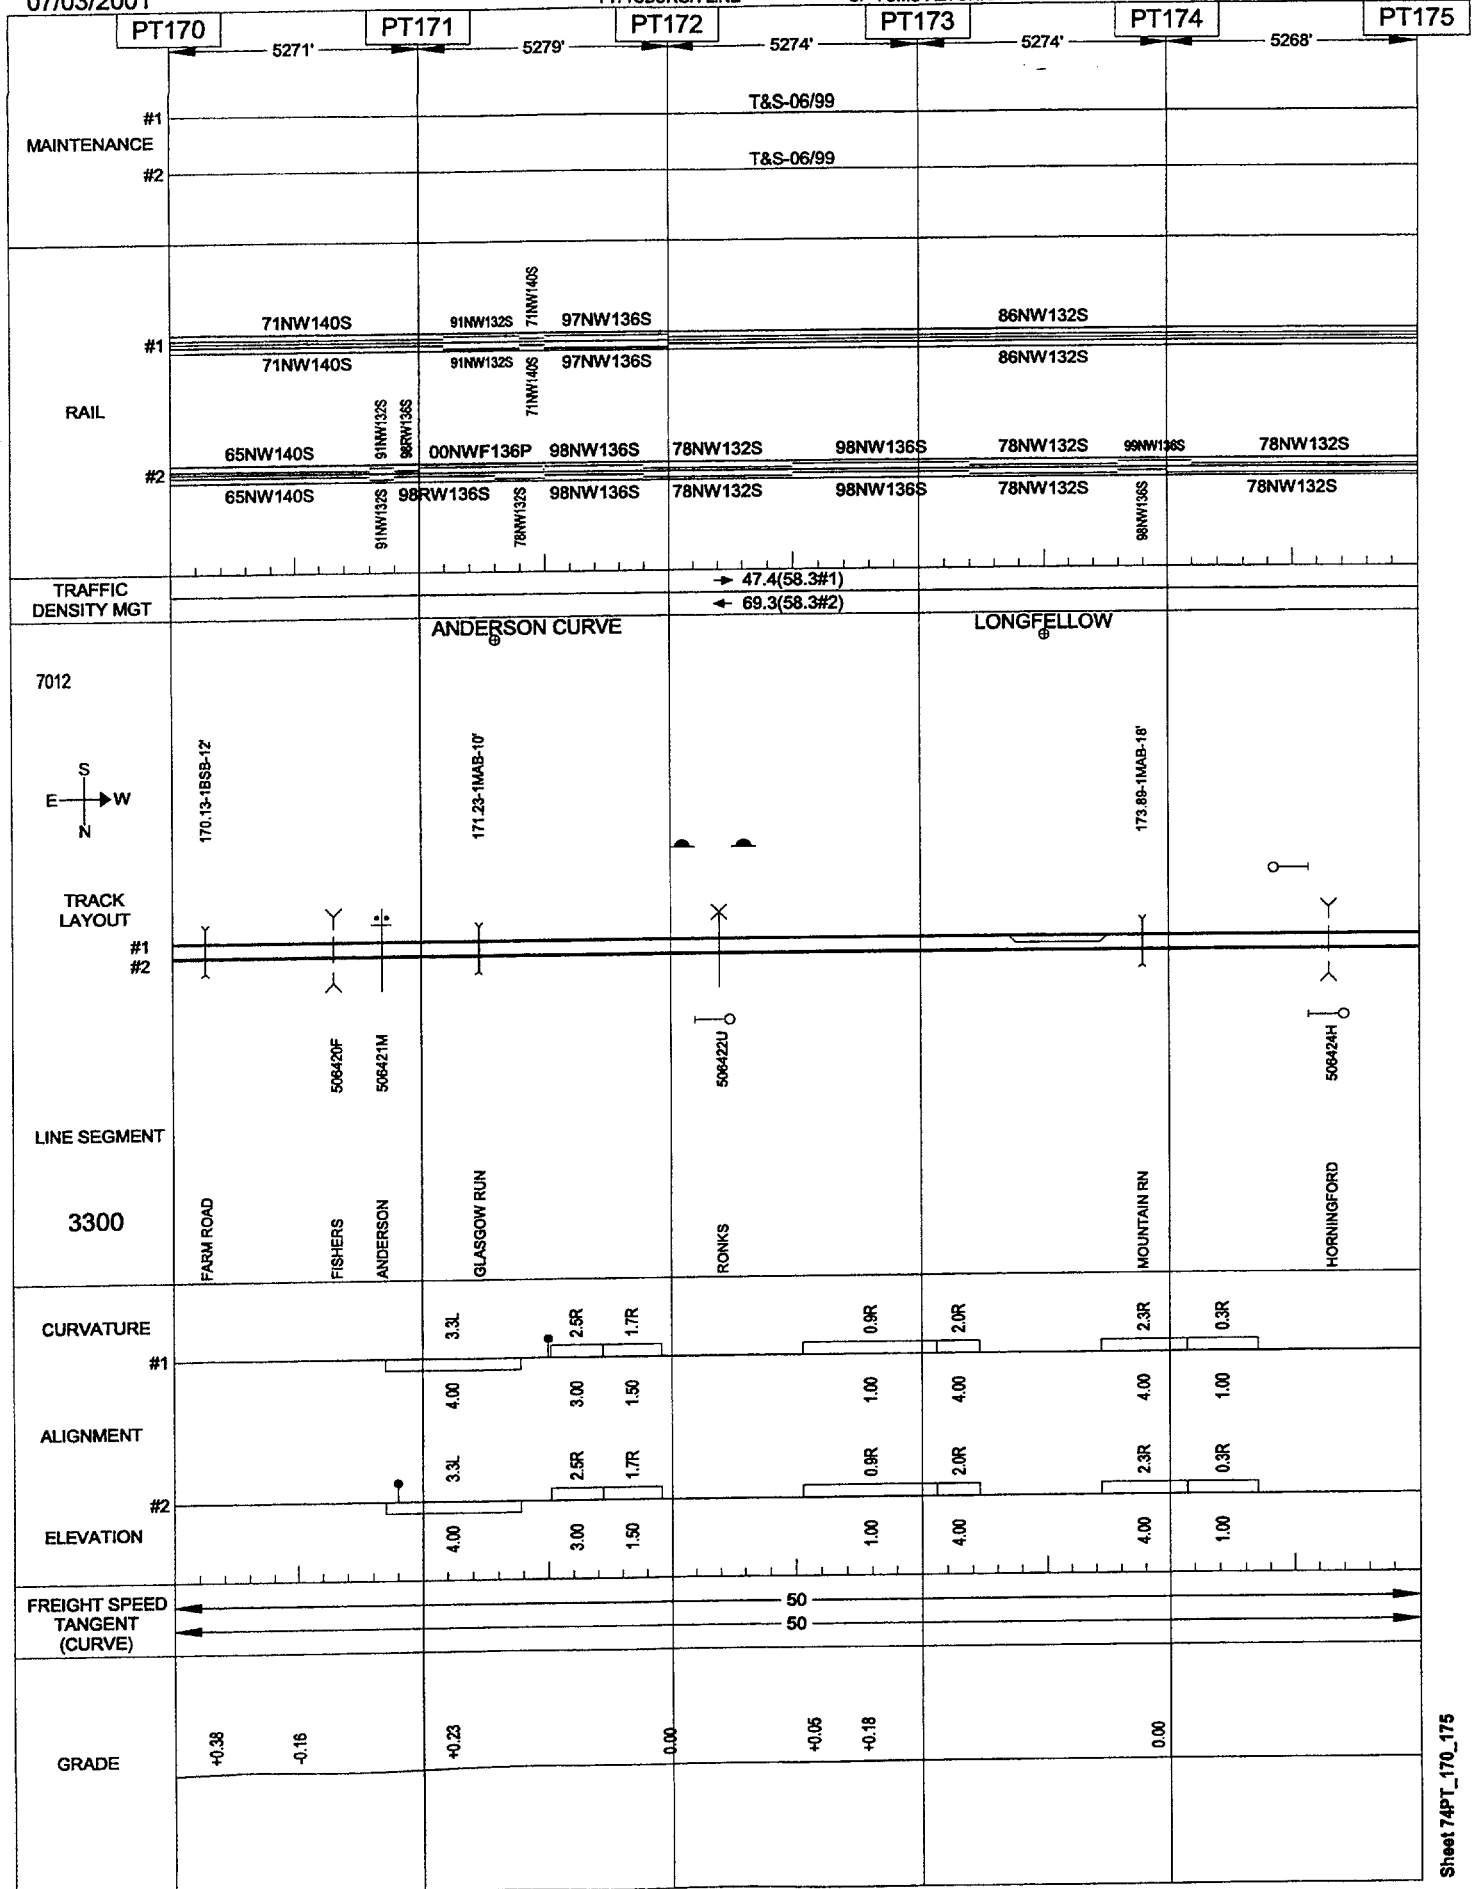 07/03/2001
PT170
PT171
PT172
PT173
PT174
PT175
5271'
5279'
5274'
5274'
5268'
MAINTENANCE
#1
T&S-06/99
#2
T&S-06/99
RAIL
#1
71NW140S
91NW132S
71NW140S
97NW136S
86NW132S
71NW140S
91NW132S
71NW140S
97NW136S
86NW132S
#2
65NW140S
91NW132S
98RW136S
00NWF136P
98NW136S
78NW132S
98NW136S
78NW132S
99NW136S
78NW132S
65NW140S
91NW132S
98RW136S
78NW132S
98NW136S
78NW132S
98NW136S
78NW132S
98NW136S
78NW132S
TRAFFIC
DENSITY MGT
47.4(58.3#1)
69.3(58.3#2)
ANDERSON CURVE
LONGFELLOW
7012
S
E
W
N
170.13-1BSB-12'
171.23-1MAB-10'
173.89-1MAB-18'
TRACK
LAYOUT
#1
#2
506420F
506421M
506422U
506424H
LINE SEGMENT
3300
FARM ROAD
FISHERS
ANDERSON
GLASGOW RUN
RONKS
MOUNTAIN RN
HORNINGFORD
CURVATURE
#1
3.3L
2.5R
1.7R
0.9R
2.0R
2.3R
0.3R
4.00
3.00
1.50
1.00
4.00
4.00
1.00
ALIGNMENT
#2
3.3L
2.5R
1.7R
0.9R
2.0R
2.3R
0.3R
ELEVATION
4.00
3.00
1.50
1.00
4.00
4.00
1.00
FREIGHT SPEED
TANGENT
(CURVE)
50
50
GRADE
+0.38
-0.16
+0.23
0.00
+0.05
+0.18
0.00
Sheet 74PT_170_175